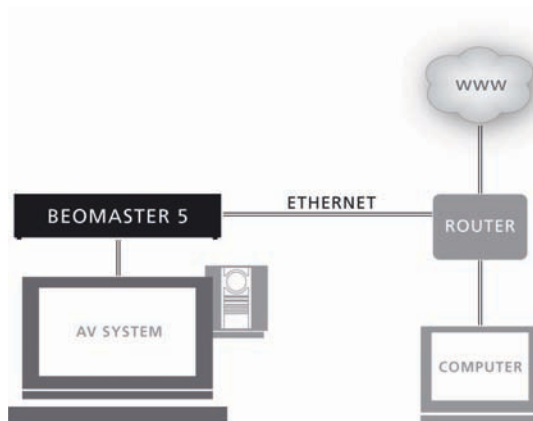 WWW
BEOMASTER 5
ETHERNET
ROUTER
AV SYSTEM
COMPUTER